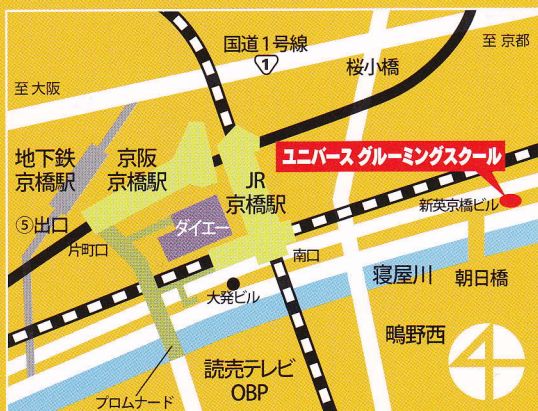 国道1号線
1
至 京都
桜小橋
至 大阪
地下鉄
京橋駅
京阪
京橋駅
JR
京橋駅
ユニバース グルーミングスクール
⑤出口
ダイエー
新英京橋ビル
片町口
南口
大発ビル
寝屋川
朝日橋
鴫野西
読売テレビ
OBP
プロムナード